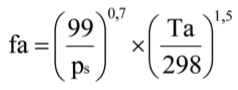 fa = (99/ps)^0,7 × (Ta/298)^1,5